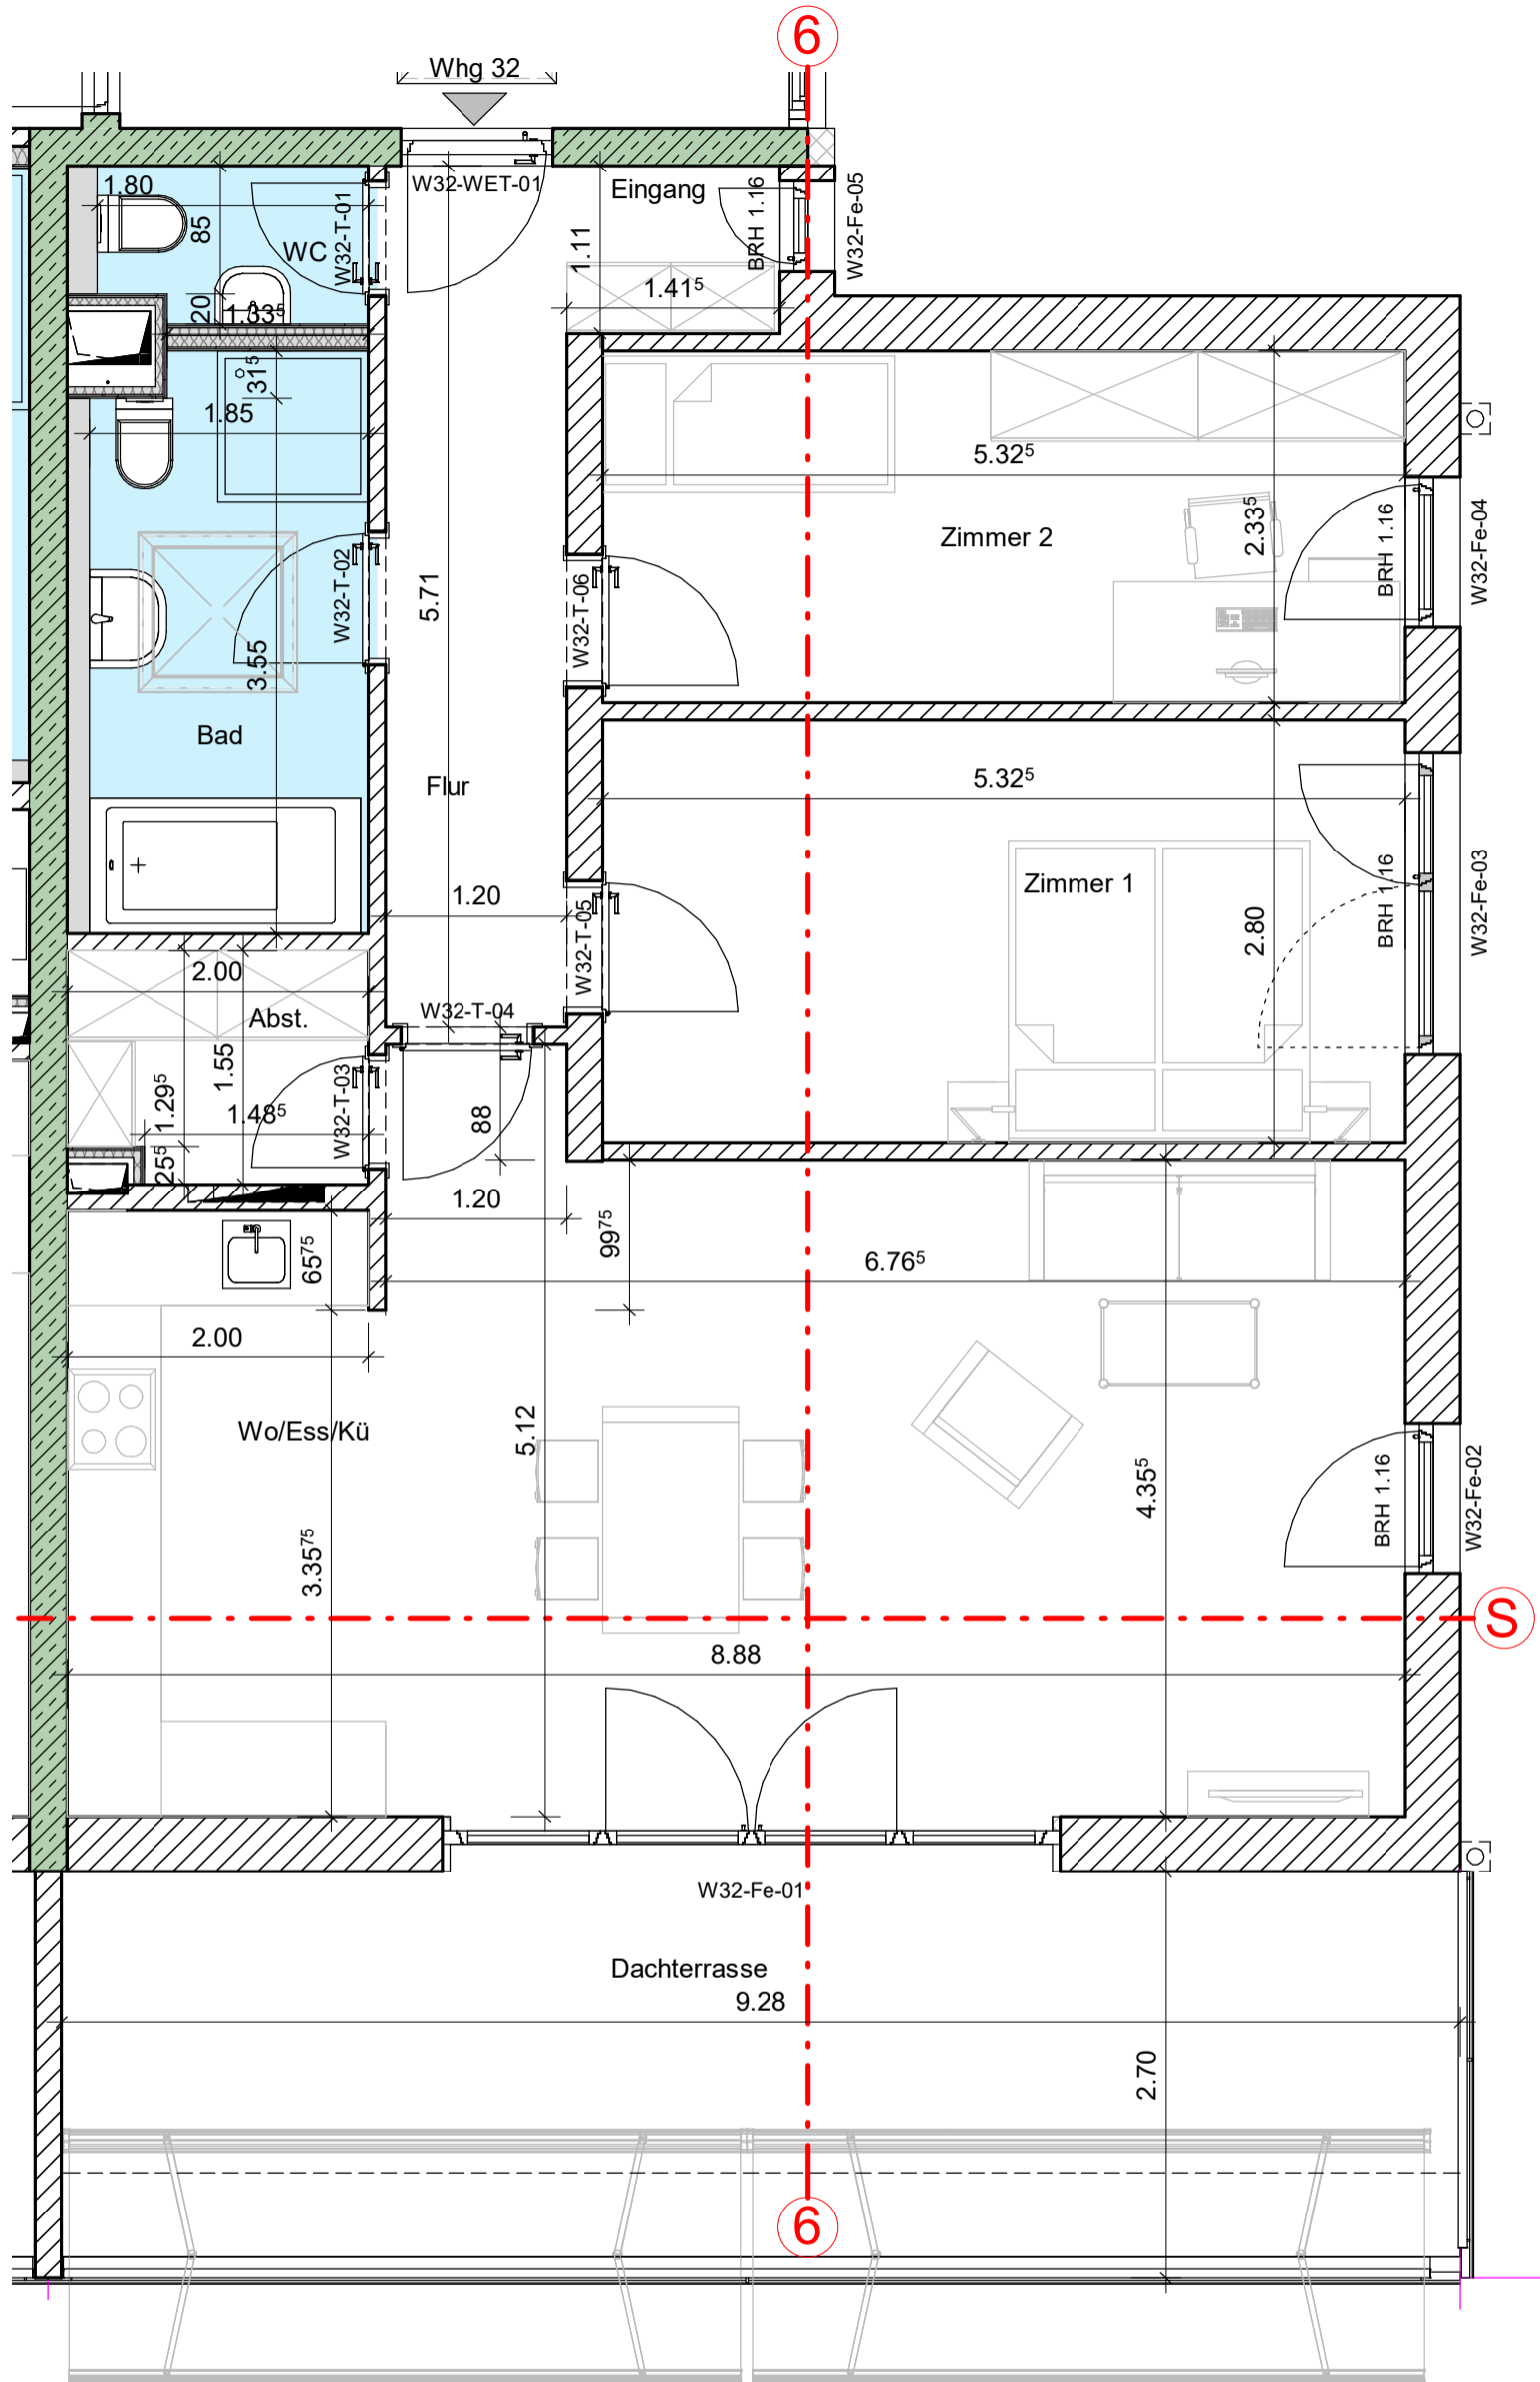 6
Whg 32
W32-WET-01
Eingang
1.80
85
WC
W32-T-01
1.11
BRH 1.16
W32-Fe-05
20
1.33⁵
1.41⁵
31⁵
1.85
5.32⁵
2.33⁵
Zimmer 2
BRH 1.16
W32-Fe-04
W32-T-02
5.71
W32-T-06
3.55
Bad
Flur
5.32⁵
Zimmer 1
BRH 1.16
W32-Fe-03
1.20
W32-T-05
2.80
2.00
Abst.
W32-T-04
1.55
1.29⁵
1.48⁵
W32-T-03
88
25⁵
1.20
65⁷⁵
99⁷⁵
6.76⁵
2.00
Wo/Ess/Kü
5.12
4.35⁵
BRH 1.16
W32-Fe-02
3.35⁷⁵
S
8.88
W32-Fe-01
Dachterrasse
9.28
2.70
6